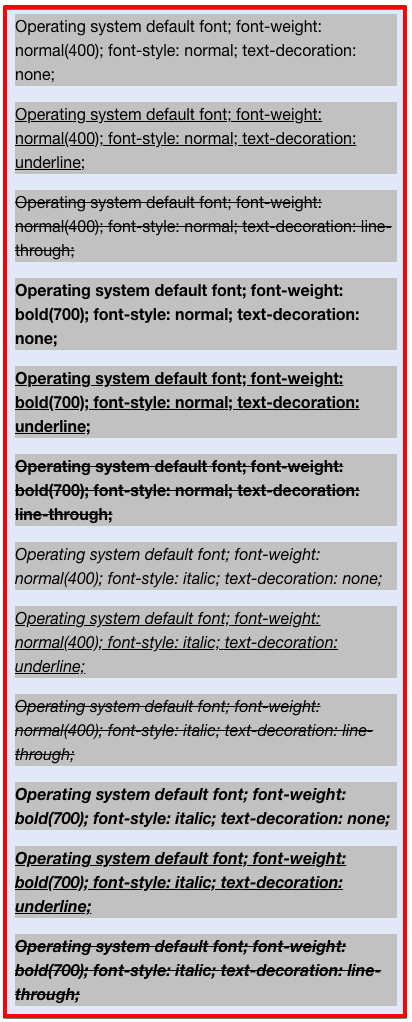 Operating system default font; font-weight:
normal(400); font-style: normal; text-decoration:
none;
Operating system default font; font-weight:
normal(400); font-style: normal; text-decoration:
underline;
Operating system default font; font-weight:
normal(400); font-style: normal; text-decoration: line-
through;
Operating system default font; font-weight:
bold(700); font-style: normal; text-decoration:
none;
Operating system default font; font-weight:
bold(700); font-style: normal; text-decoration:
underline;
Operating system default font; font-weight:
bold(700); font-style: normal; text-decoration:
line-through;
Operating system default font; font-weight:
normal(400); font-style: italic; text-decoration: none;
Operating system default font; font-weight:
normal(400); font-style: italic; text-decoration:
underline;
Operating system default font; font-weight:
normal(400); font-style: italic; text-decoration: line-
through;
Operating system default font; font-weight:
bold(700); font-style: italic; text-decoration: none;
Operating system default font; font-weight:
bold(700); font-style: italic; text-decoration:
underline;
Operating system default font; font-weight:
bold(700); font-style: italic; text-decoration: line-
through;